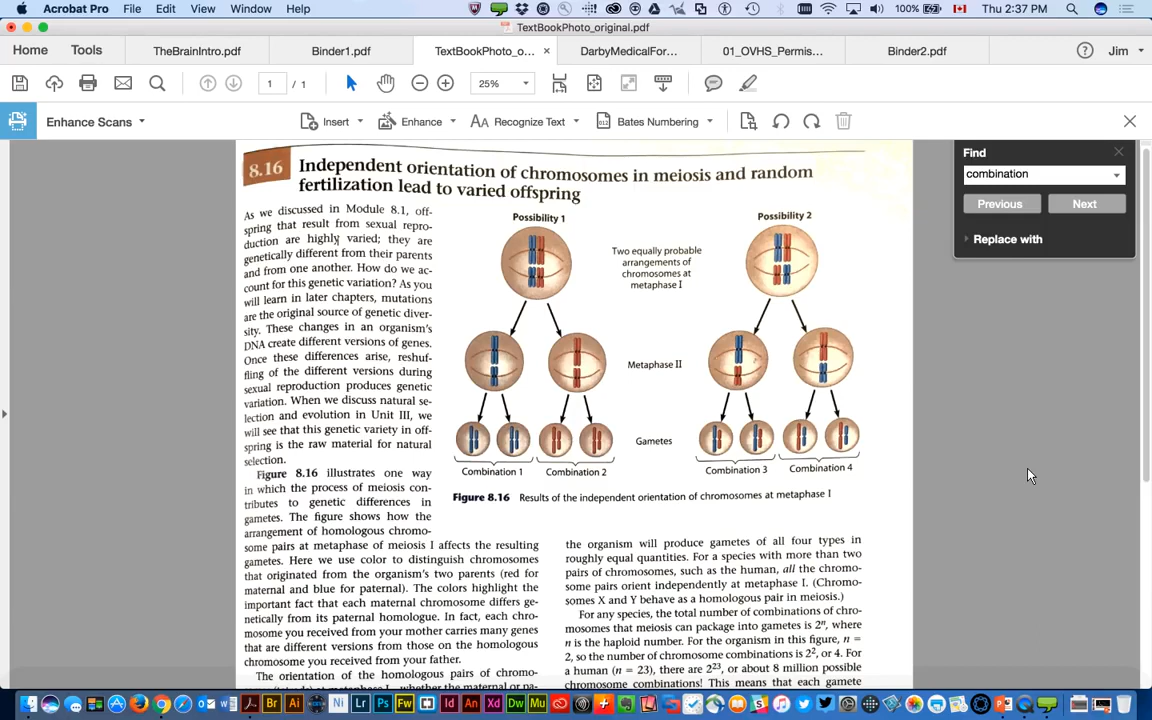 Acrobat Pro File Edit View Window Help
100% Thu 2:37 PM
TextBookPhoto_original.pdf
Home Tools TheBrainIntro.pdf Binder1.pdf TextBookPhoto_o... × DarbyMedicalFor... 01_OVHS_Permis... Binder2.pdf Jim
1 / 1 25%
Enhance Scans Insert Enhance Recognize Text Bates Numbering
Find
combination
Previous Next
Replace with
8.16 Independent orientation of chromosomes in meiosis and random
fertilization lead to varied offspring
As we discussed in Module 8.1, off-
spring that result from sexual repro-
duction are highly varied; they are
genetically different from their parents
and from one another. How do we ac-
count for this genetic variation? As you
will learn in later chapters, mutations
are the original source of genetic diver-
sity. These changes in an organism's
DNA create different versions of genes.
Once these differences arise, reshuf-
fling of the different versions during
sexual reproduction produces genetic
variation. When we discuss natural se-
lection and evolution in Unit III, we
will see that this genetic variety in off-
spring is the raw material for natural
selection.
Figure 8.16 illustrates one way
in which the process of meiosis con-
tributes to genetic differences in
gametes. The figure shows how the
arrangement of homologous chromo-
some pairs at metaphase of meiosis I affects the resulting
gametes. Here we use color to distinguish chromosomes
that originated from the organism's two parents (red for
maternal and blue for paternal). The colors highlight the
important fact that each maternal chromosome differs ge-
netically from its paternal homologue. In fact, each chro-
mosome you received from your mother carries many genes
that are different versions from those on the homologous
chromosome you received from your father.
The orientation of the homologous pairs of chromo-
Possibility 1
Possibility 2
Two equally probable
arrangements of
chromosomes at
metaphase I
Metaphase II
Gametes
Combination 1 Combination 2 Combination 3 Combination 4
Figure 8.16 Results of the independent orientation of chromosomes at metaphase I
the organism will produce gametes of all four types in
roughly equal quantities. For a species with more than two
pairs of chromosomes, such as the human, all the chromo-
some pairs orient independently at metaphase I. (Chromo-
somes X and Y behave as a homologous pair in meiosis.)
For any species, the total number of combinations of chro-
mosomes that meiosis can package into gametes is 2ⁿ, where
n is the haploid number. For the organism in this figure, n =
2, so the number of chromosome combinations is 2², or 4. For
a human (n = 23), there are 2²³, or about 8 million possible
chromosome combinations! This means that each gamete
Br Ai Ni Lr Ps Fw Id An Xd Dw Mu